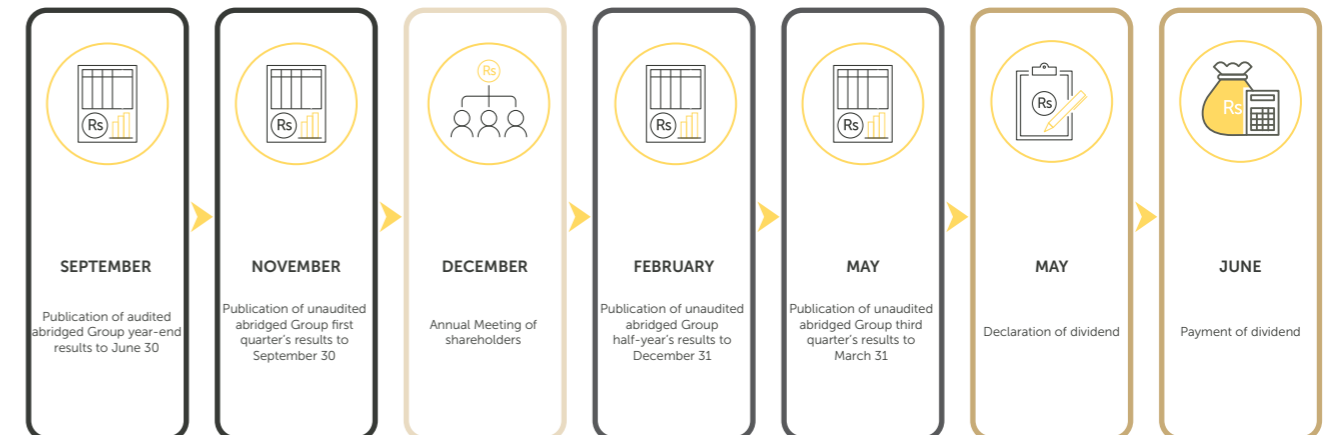 Rs
SEPTEMBER
Publication of audited
abridged Group year-end
results to June 30
Rs
NOVEMBER
Publication of unaudited
abridged Group first
quarter's results to
September 30
Rs
DECEMBER
Annual Meeting of
shareholders
Rs
FEBRUARY
Publication of unaudited
abridged Group
half-year's results to
December 31
Rs
MAY
Publication of unaudited
abridged Group third
quarter's results to
March 31
Rs
MAY
Declaration of dividend
Rs
JUNE
Payment of dividend